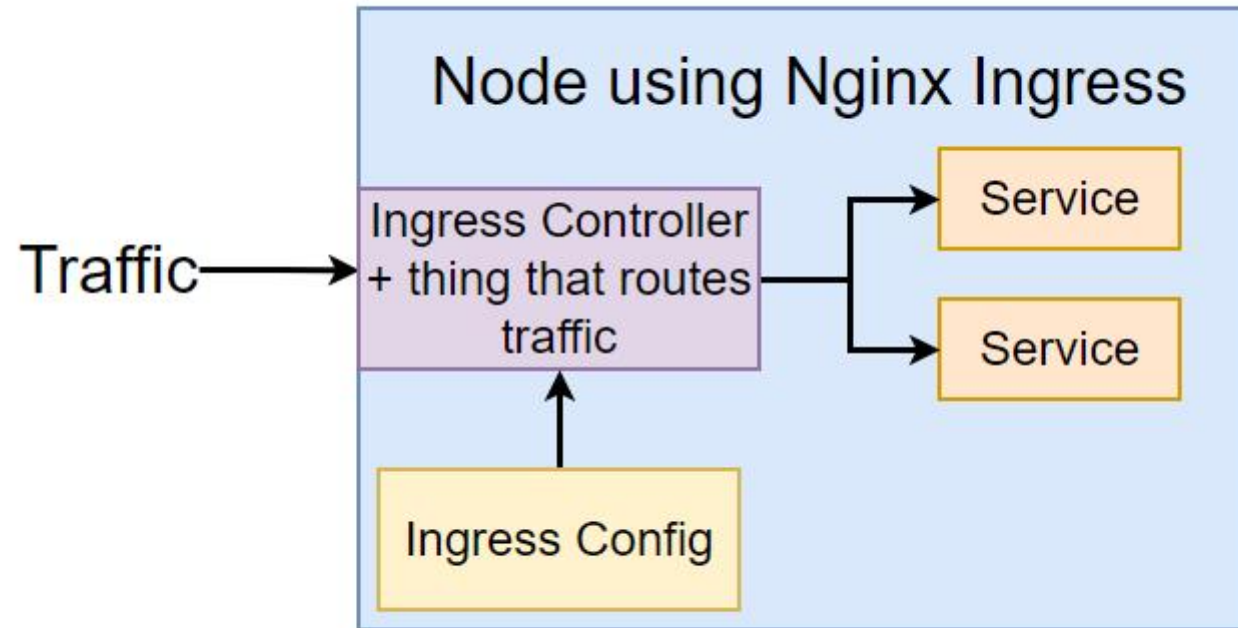 Node using Nginx Ingress
Traffic
Ingress Controller
+ thing that routes
traffic
Service
Service
Ingress Config